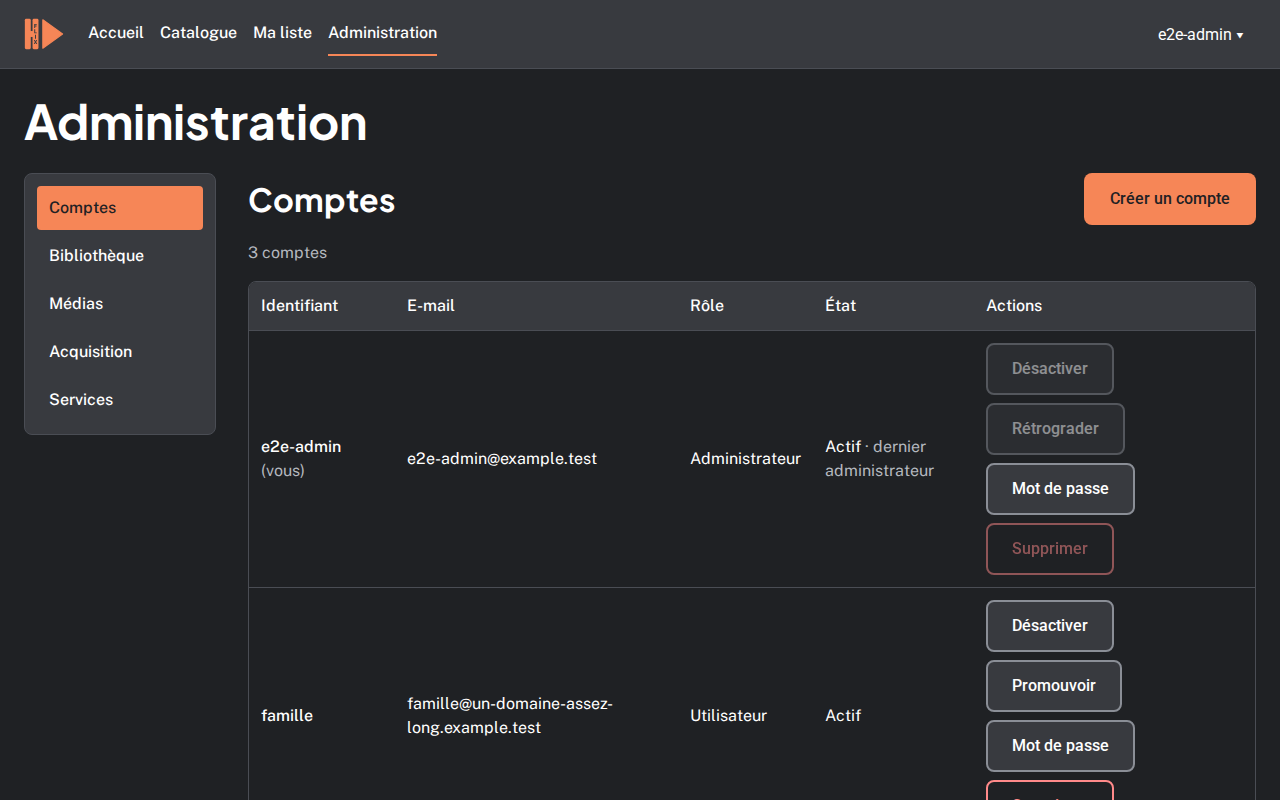 Accueil Catalogue Ma liste Administration e2e-admin ▾
Administration
Comptes
Bibliothèque
Médias
Acquisition
Services
Comptes
Créer un compte
3 comptes
Identifiant E-mail Rôle État Actions
e2e-admin
(vous)
e2e-admin@example.test
Administrateur
Actif · dernier
administrateur
Désactiver
Rétrograder
Mot de passe
Supprimer
famille
famille@un-domaine-assez-
long.example.test
Utilisateur
Actif
Désactiver
Promouvoir
Mot de passe